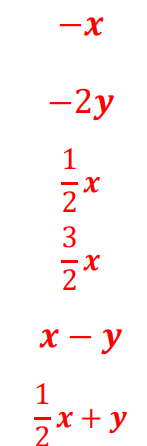 −x
−2y
1/2 x
3/2 x
x − y
1/2 x + y